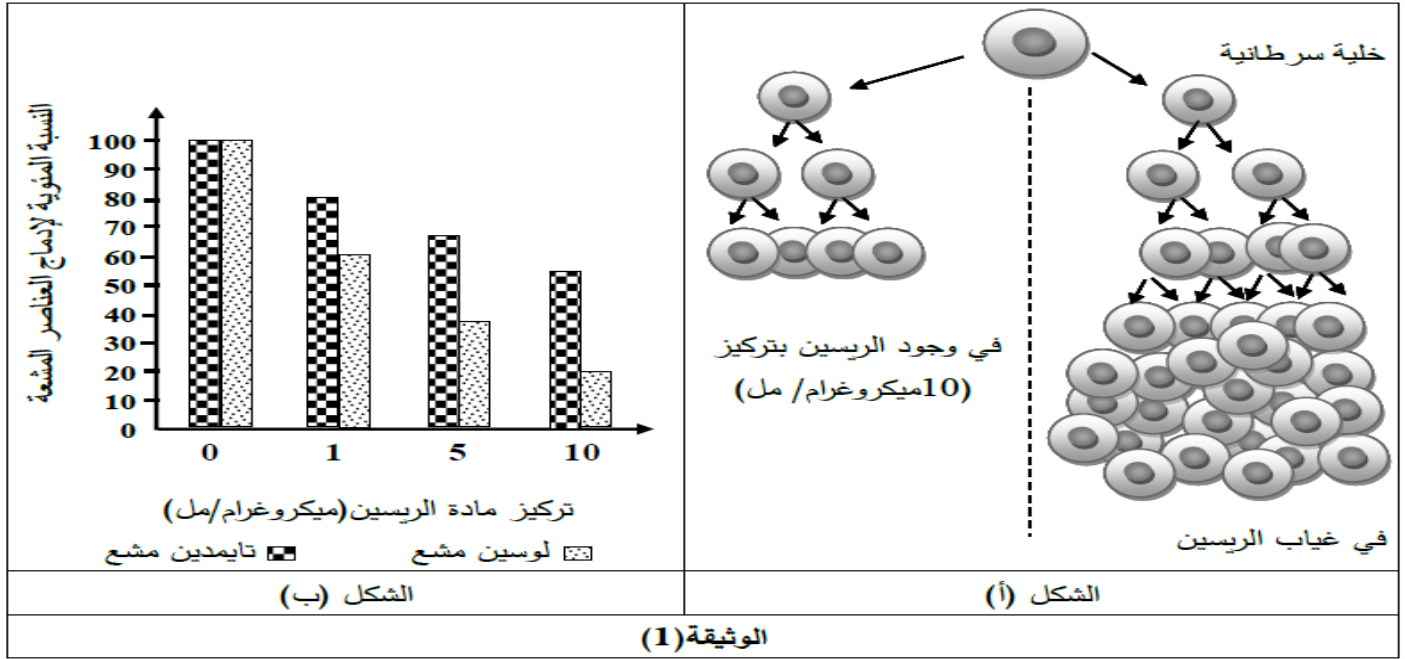 خلية سرطانية
في وجود الريسين بتركيز
(10ميكروغرام/ مل)
في غياب الريسين
الشكل (أ)
النسبة المئوية لإدماج العناصر المشعة
100
90
80
70
60
50
40
30
20
10
0
0 1 5 10
تركيز مادة الريسين(ميكروغرام/مل)
لوسين مشع تايمدين مشع
الشكل (ب)
الوثيقة(1)